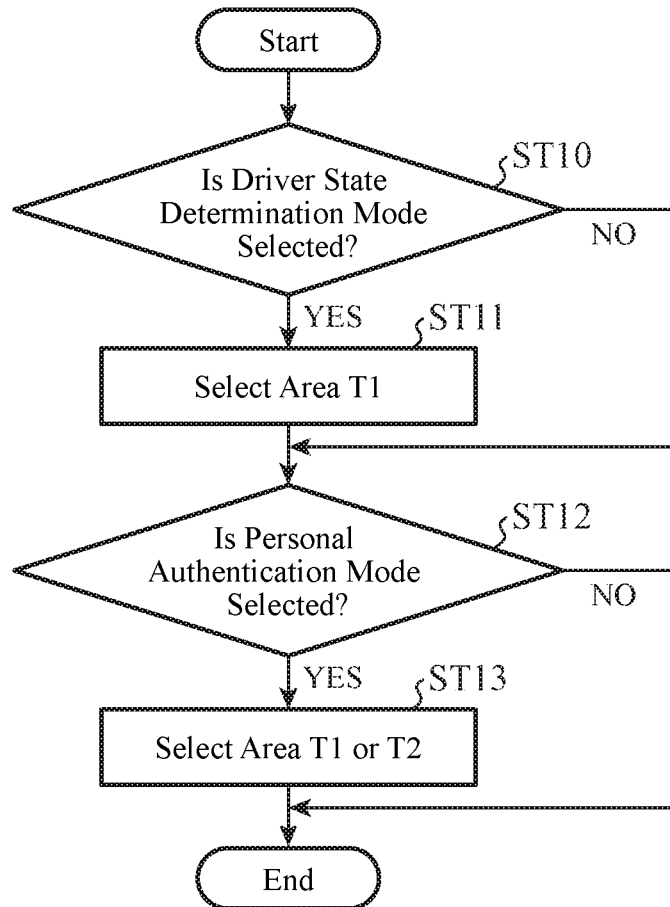 Start
ST10
Is Driver State
Determination Mode
Selected?
NO
YES
ST11
Select Area T1
ST12
Is Personal
Authentication Mode
Selected?
NO
YES
ST13
Select Area T1 or T2
End